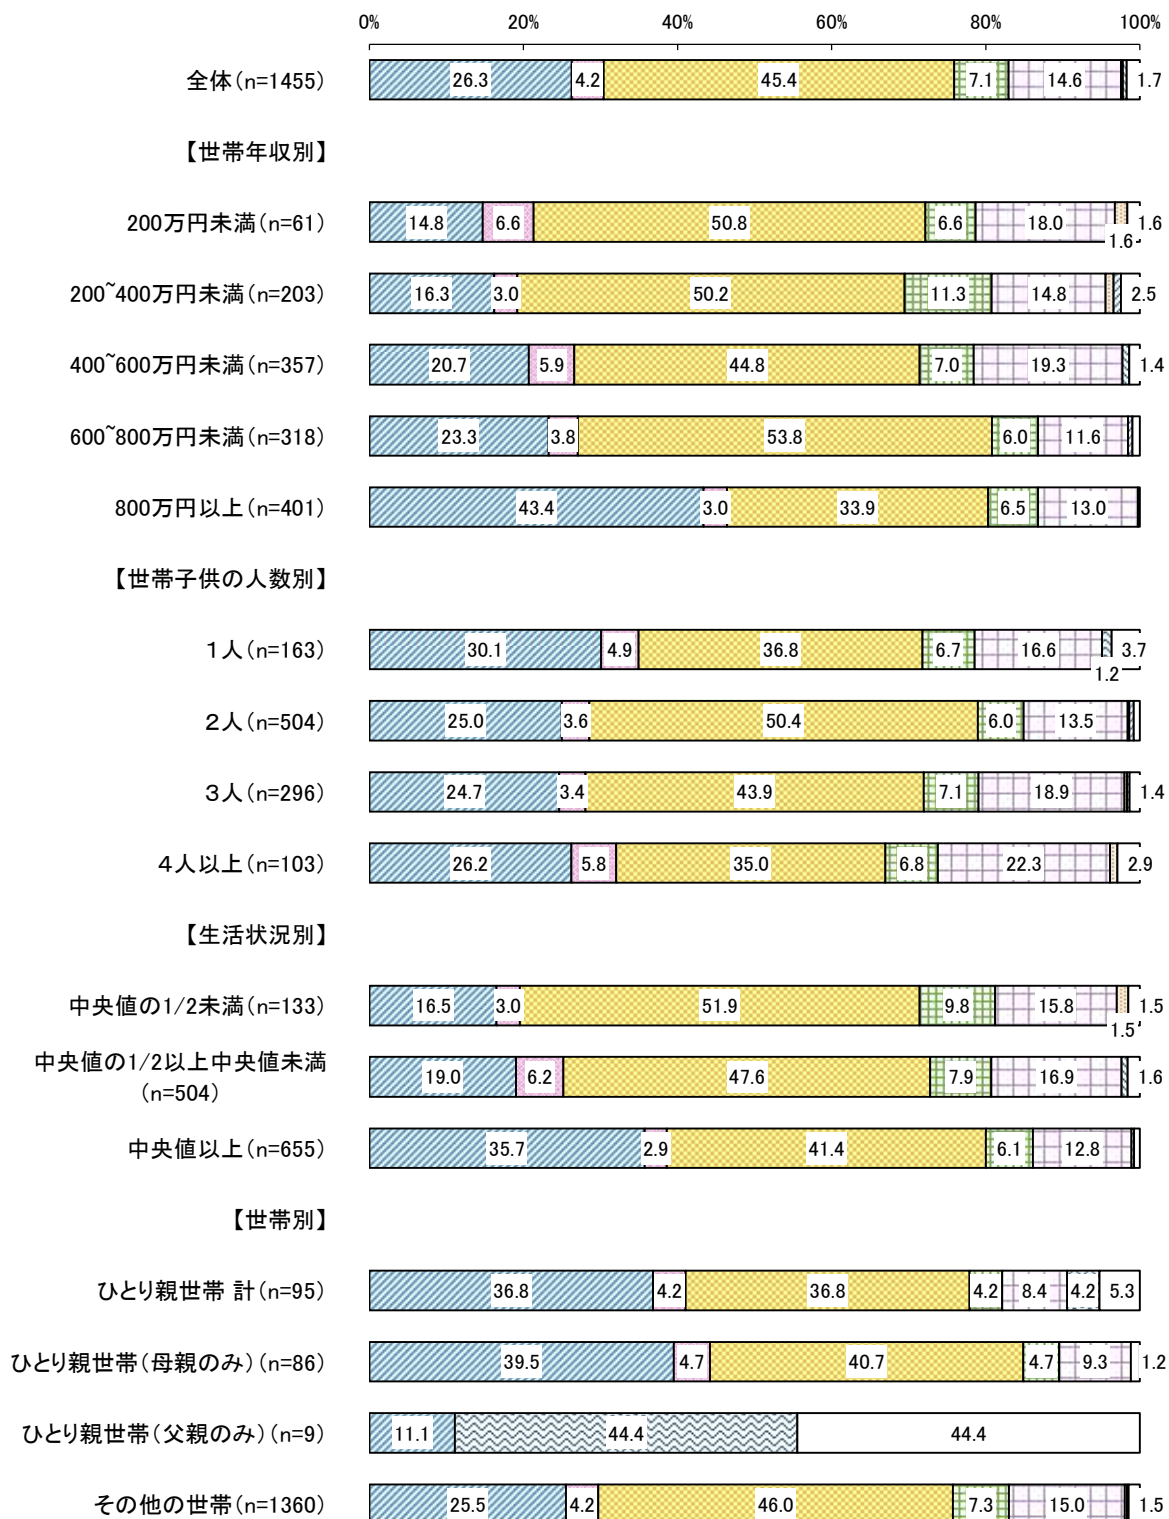 0% 20% 40% 60% 80% 100%
全体(n=1455) 26.3 4.2 45.4 7.1 14.6 1.7
【世帯年収別】
200万円未満(n=61) 14.8 6.6 50.8 6.6 18.0 1.6 1.6
200~400万円未満(n=203) 16.3 3.0 50.2 11.3 14.8 2.5
400~600万円未満(n=357) 20.7 5.9 44.8 7.0 19.3 1.4
600~800万円未満(n=318) 23.3 3.8 53.8 6.0 11.6
800万円以上(n=401) 43.4 3.0 33.9 6.5 13.0
【世帯子供の人数別】
1人(n=163) 30.1 4.9 36.8 6.7 16.6 1.2 3.7
2人(n=504) 25.0 3.6 50.4 6.0 13.5
3人(n=296) 24.7 3.4 43.9 7.1 18.9 1.4
4人以上(n=103) 26.2 5.8 35.0 6.8 22.3 2.9
【生活状況別】
中央値の1/2未満(n=133) 16.5 3.0 51.9 9.8 15.8 1.5 1.5
中央値の1/2以上中央値未満
(n=504) 19.0 6.2 47.6 7.9 16.9 1.6
中央値以上(n=655) 35.7 2.9 41.4 6.1 12.8
【世帯別】
ひとり親世帯 計(n=95) 36.8 4.2 36.8 4.2 8.4 4.2 5.3
ひとり親世帯(母親のみ)(n=86) 39.5 4.7 40.7 4.7 9.3 1.2
ひとり親世帯(父親のみ)(n=9) 11.1 44.4 44.4
その他の世帯(n=1360) 25.5 4.2 46.0 7.3 15.0 1.5